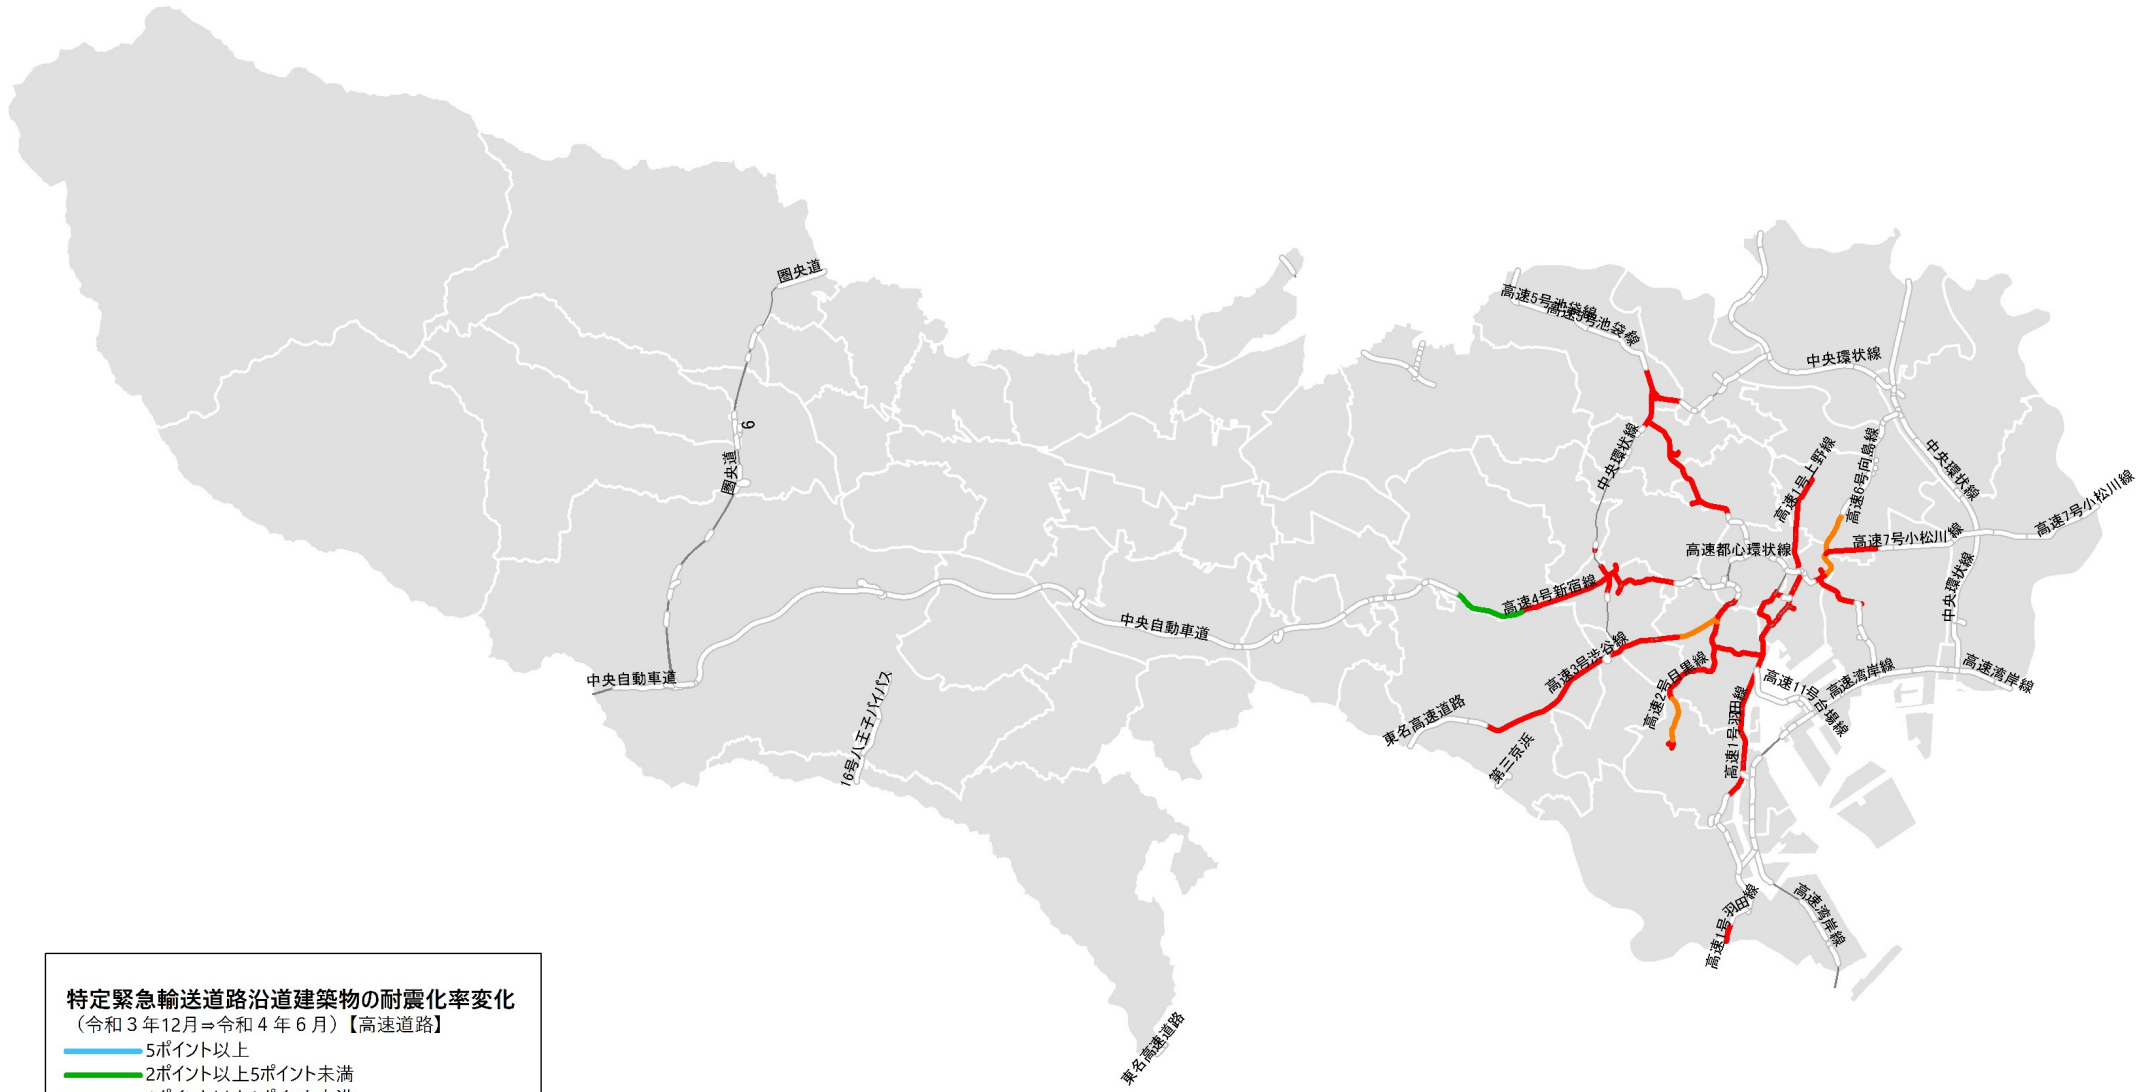 圏央道
高速5号池袋線
高速5号池袋線
中央環状線
6
圏央道
中央環状線
高速1号上野線
高速6号向島線
中央環状線
高速7号小松川線
高速都心環状線
高速7号小松川線
高速4号新宿線
中央環状線
中央自動車道
中央自動車道
高速3号渋谷線
高速2号目黒線
高速11号台場線
高速湾岸線
高速湾岸線
16号八王子バイパス
東名高速道路
第三京浜
高速1号羽田線
高速1号羽田線
高速湾岸線
東名高速道路
特定緊急輸送道路沿道建築物の耐震化率変化
（令和3年12月⇒令和4年6月）【高速道路】
5ポイント以上
2ポイント以上5ポイント未満